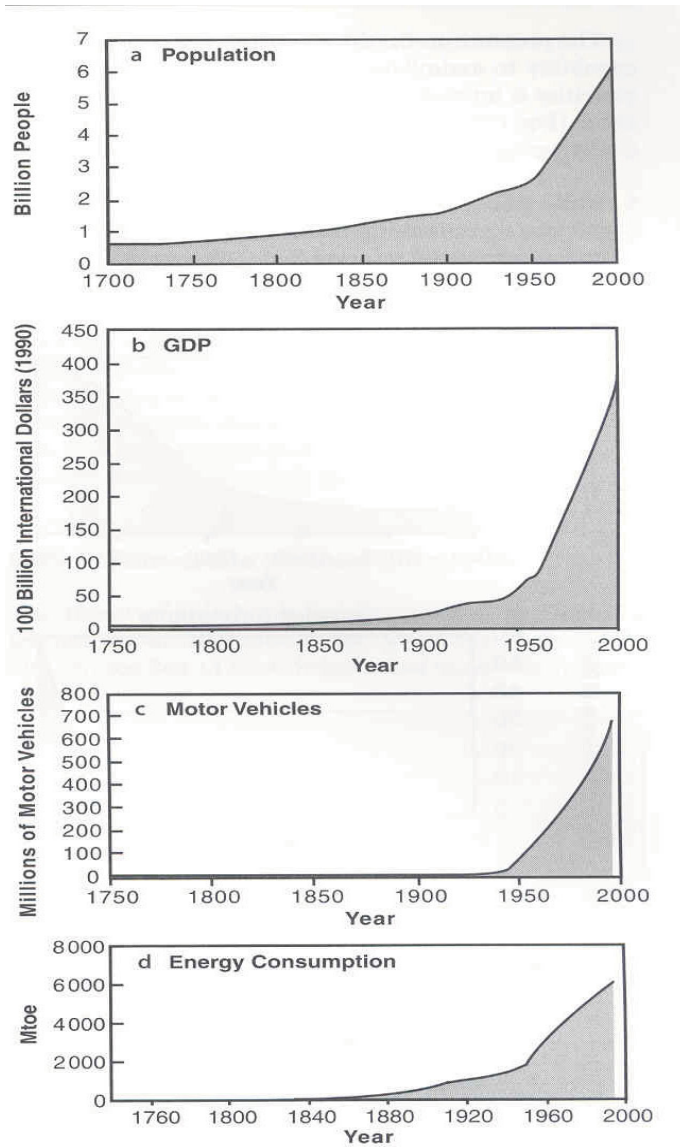 7
a Population
6
5
4
3
2
1
0
Billion People
1700 1750 1800 1850 1900 1950 2000
Year
450
b GDP
400
350
300
250
200
150
100
50
0
100 Billion International Dollars (1990)
1750 1800 1850 1900 1950 2000
Year
800
c Motor Vehicles
700
600
500
400
300
200
100
0
Millions of Motor Vehicles
1750 1800 1850 1900 1950 2000
Year
8000
d Energy Consumption
6000
4000
2000
0
Mtoe
1760 1800 1840 1880 1920 1960 2000
Year